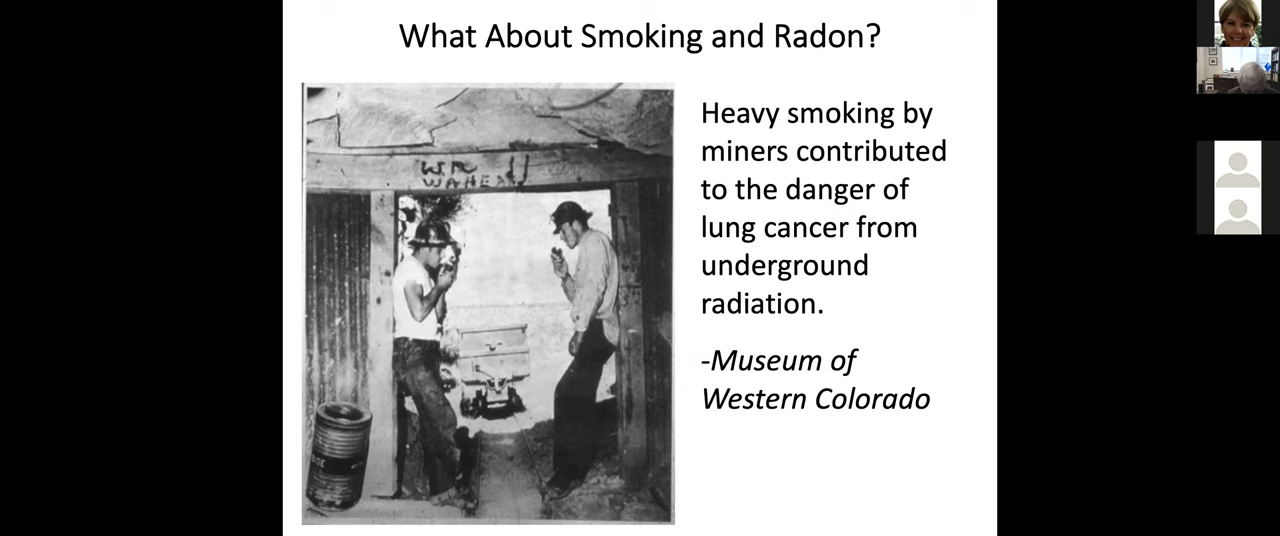 What About Smoking and Radon?
Heavy smoking by
miners contributed
to the danger of
lung cancer from
underground
radiation.
-Museum of
Western Colorado